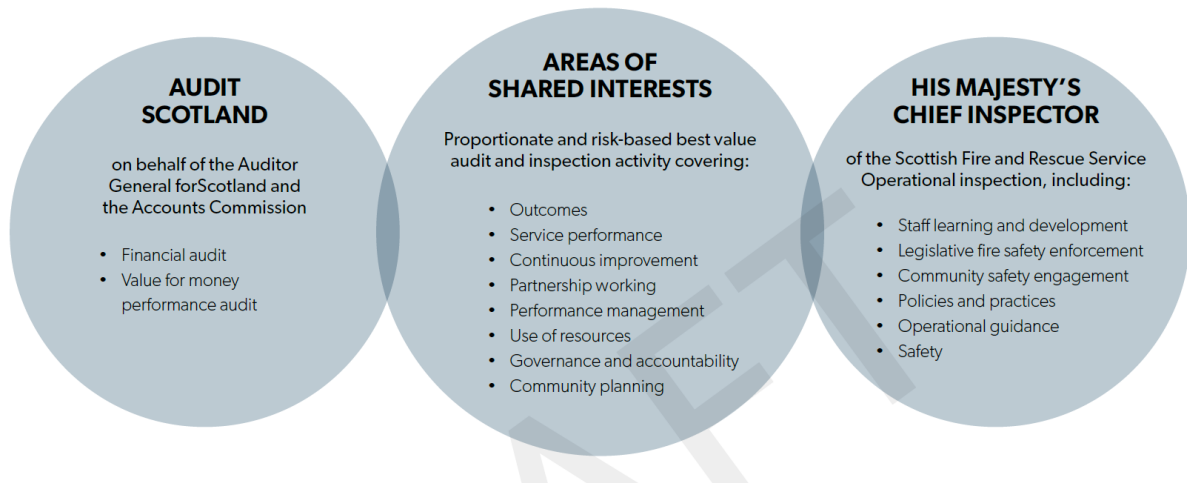 AUDIT
SCOTLAND
on behalf of the Auditor
General forScotland and
the Accounts Commission
• Financial audit
• Value for money
performance audit
AREAS OF
SHARED INTERESTS
Proportionate and risk-based best value
audit and inspection activity covering:
• Outcomes
• Service performance
• Continuous improvement
• Partnership working
• Performance management
• Use of resources
• Governance and accountability
• Community planning
HIS MAJESTY'S
CHIEF INSPECTOR
of the Scottish Fire and Rescue Service
Operational inspection, including:
• Staff learning and development
• Legislative fire safety enforcement
• Community safety engagement
• Policies and practices
• Operational guidance
• Safety